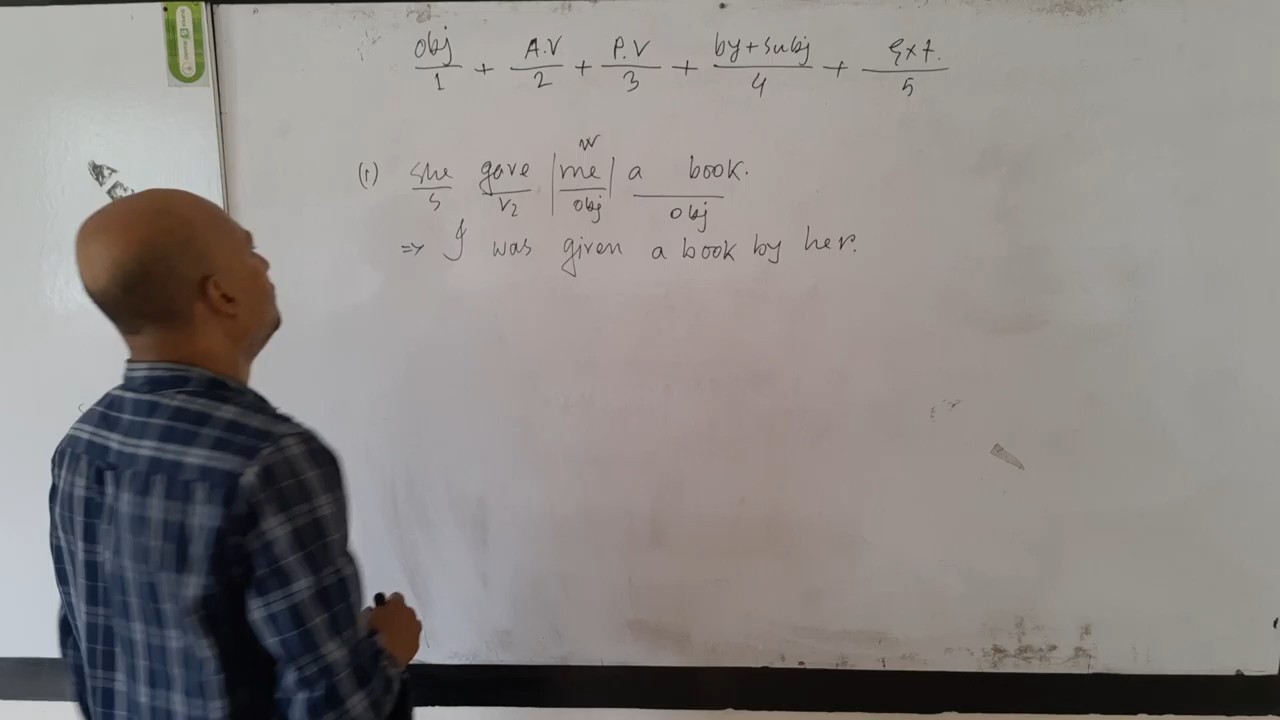 obj + A.V + P.V + by+subj + Ext.
1 2 3 4 5
w
(1) She gave |me| a book.
S V2 obj obj
=> I was given a book by her.